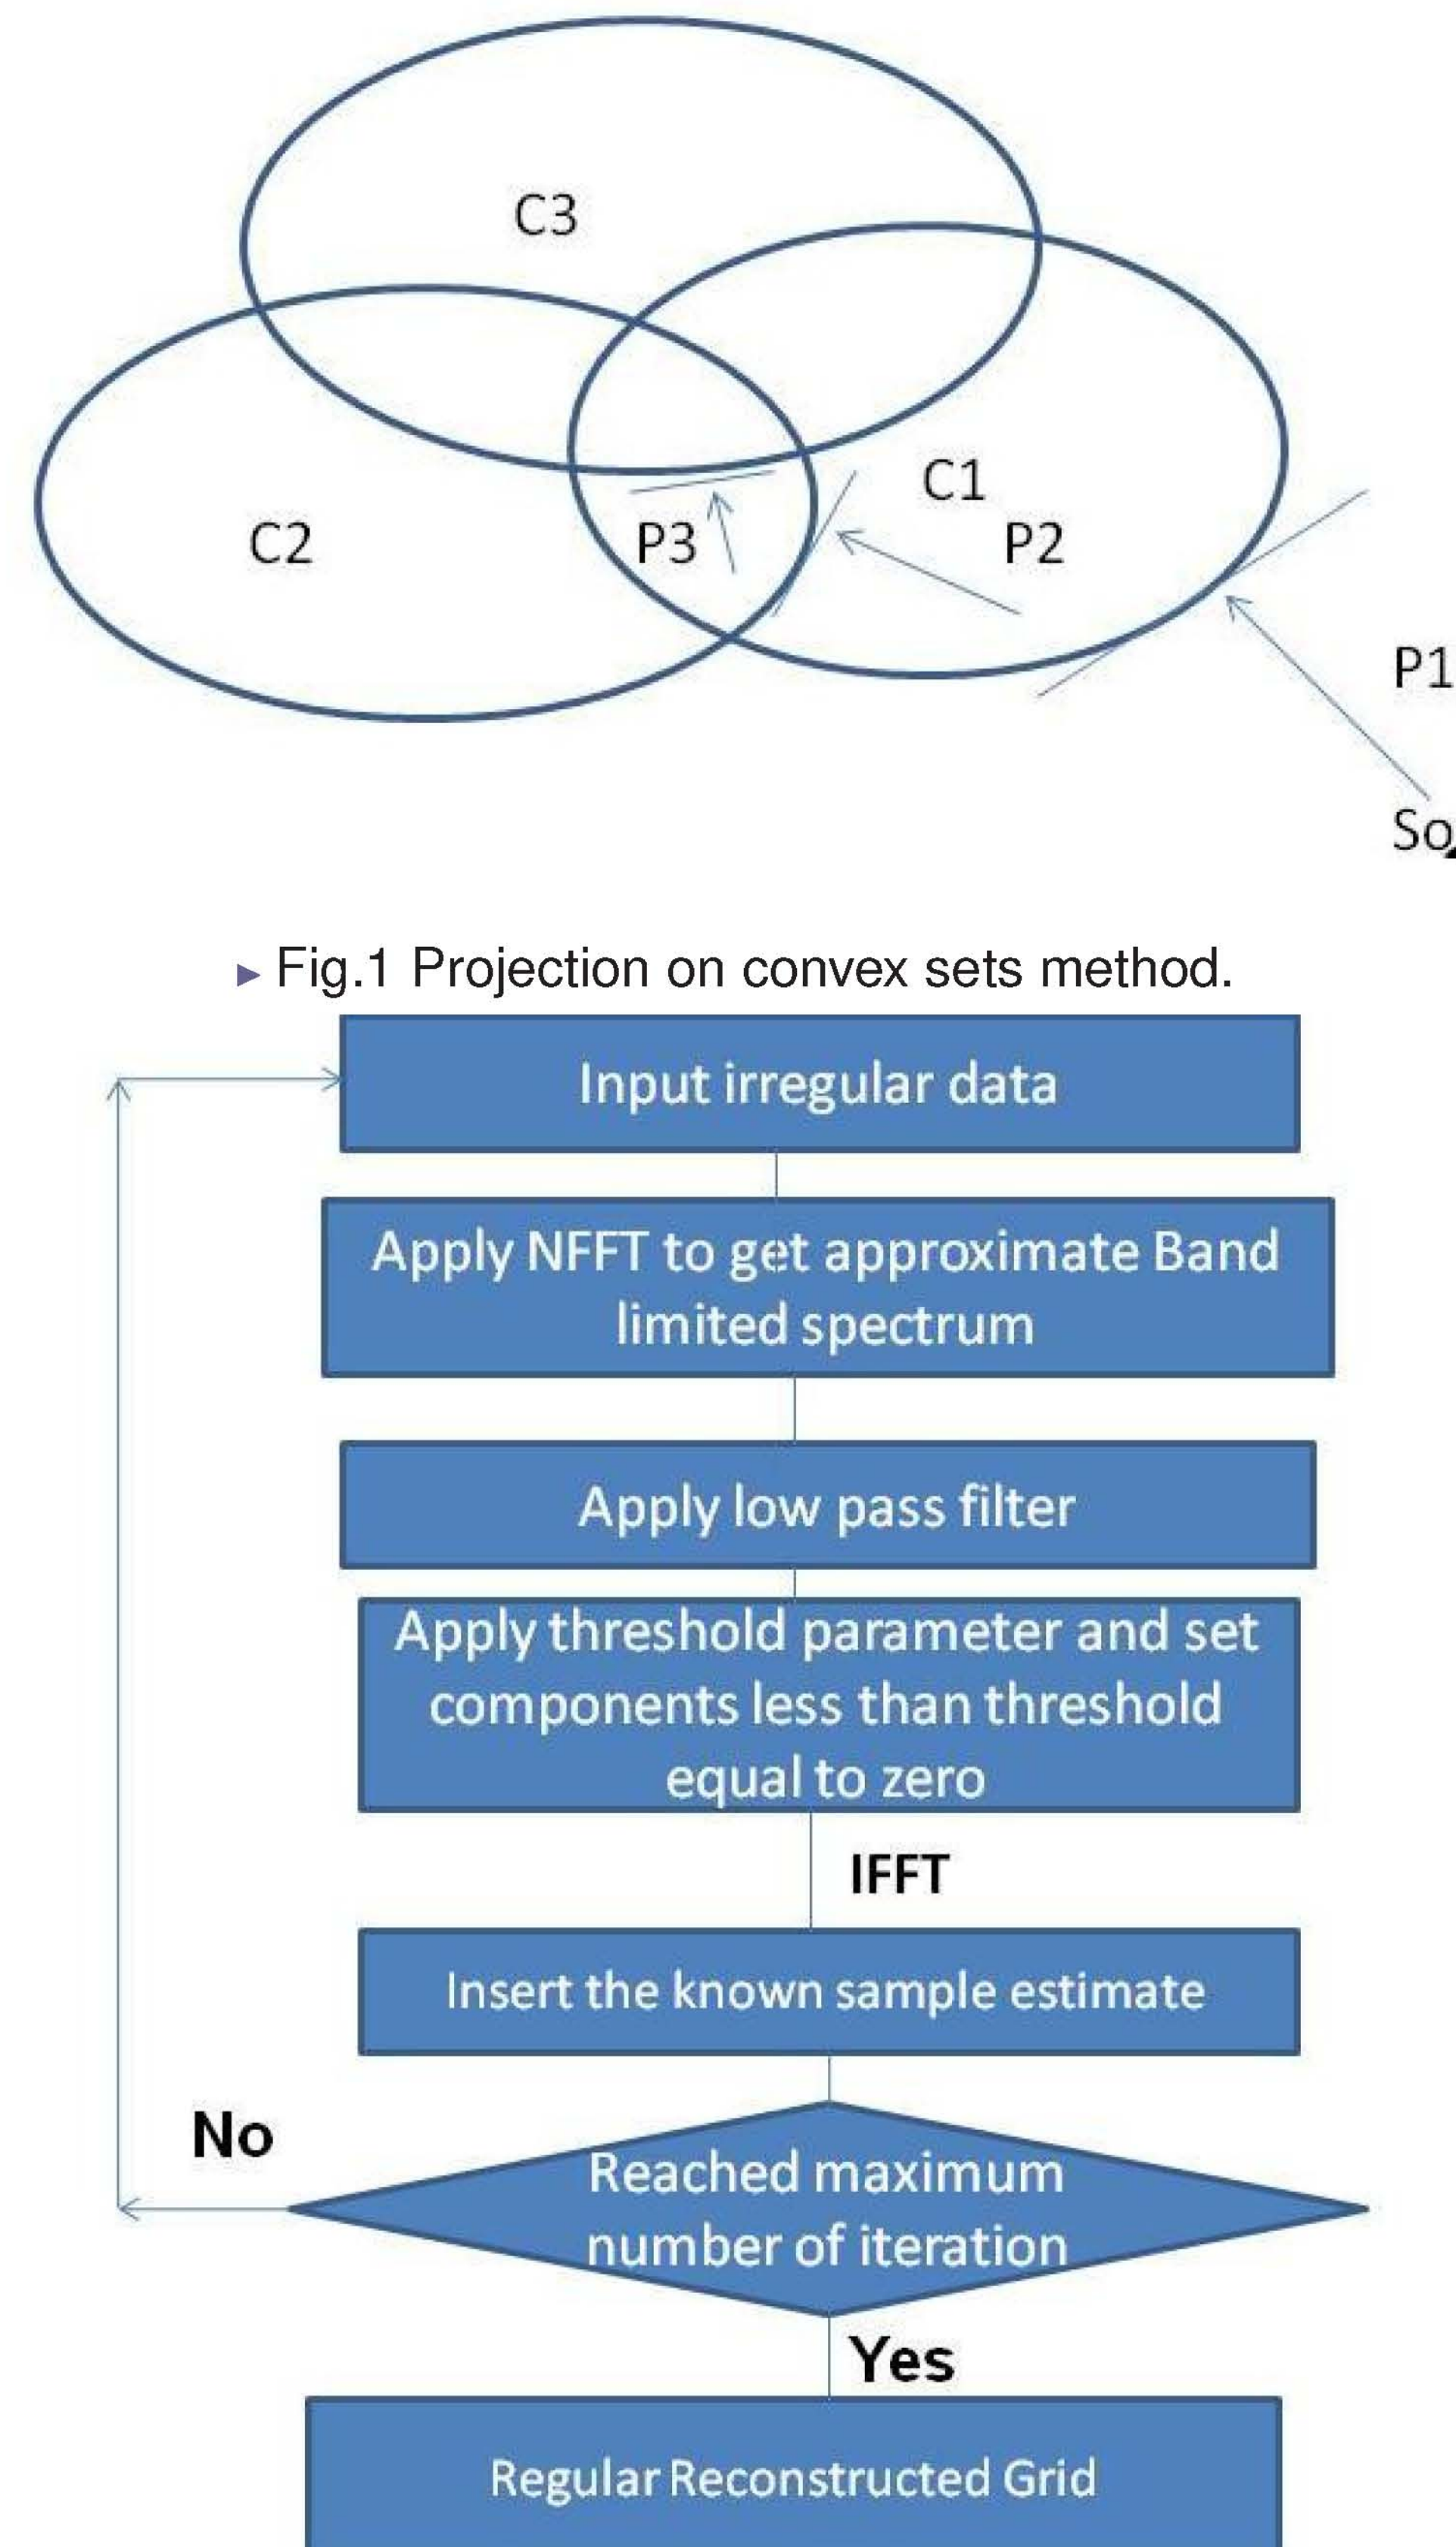 C3
C1
C2
P3
P2
P1
So
▶ Fig.1 Projection on convex sets method.
Input irregular data
Apply NFFT to get approximate Band
limited spectrum
Apply low pass filter
Apply threshold parameter and set
components less than threshold
equal to zero
IFFT
Insert the known sample estimate
No
Reached maximum
number of iteration
Yes
Regular Reconstructed Grid